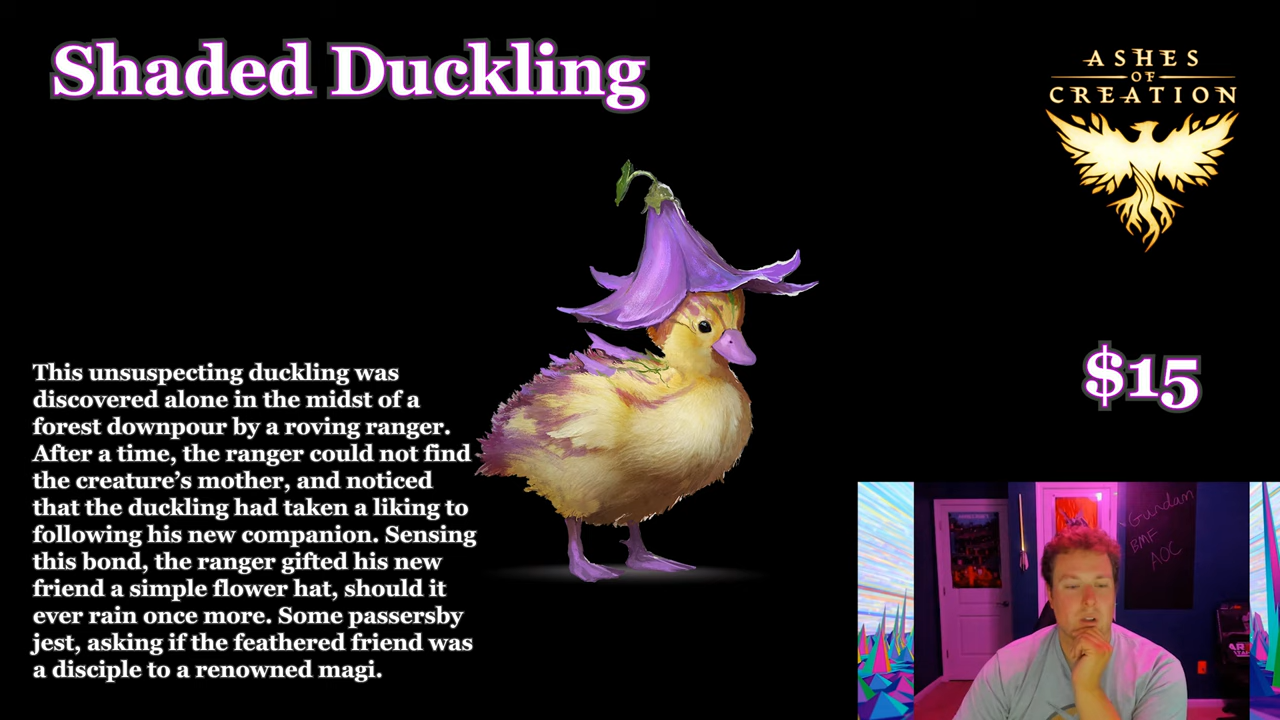 Shaded Duckling
ASHES
OF
CREATION
This unsuspecting duckling was
discovered alone in the midst of a
forest downpour by a roving ranger.
After a time, the ranger could not find
the creature’s mother, and noticed
that the duckling had taken a liking to
following his new companion. Sensing
this bond, the ranger gifted his new
friend a simple flower hat, should it
ever rain once more. Some passersby
jest, asking if the feathered friend was
a disciple to a renowned magi.
$15
Gundam
BMF
AOC